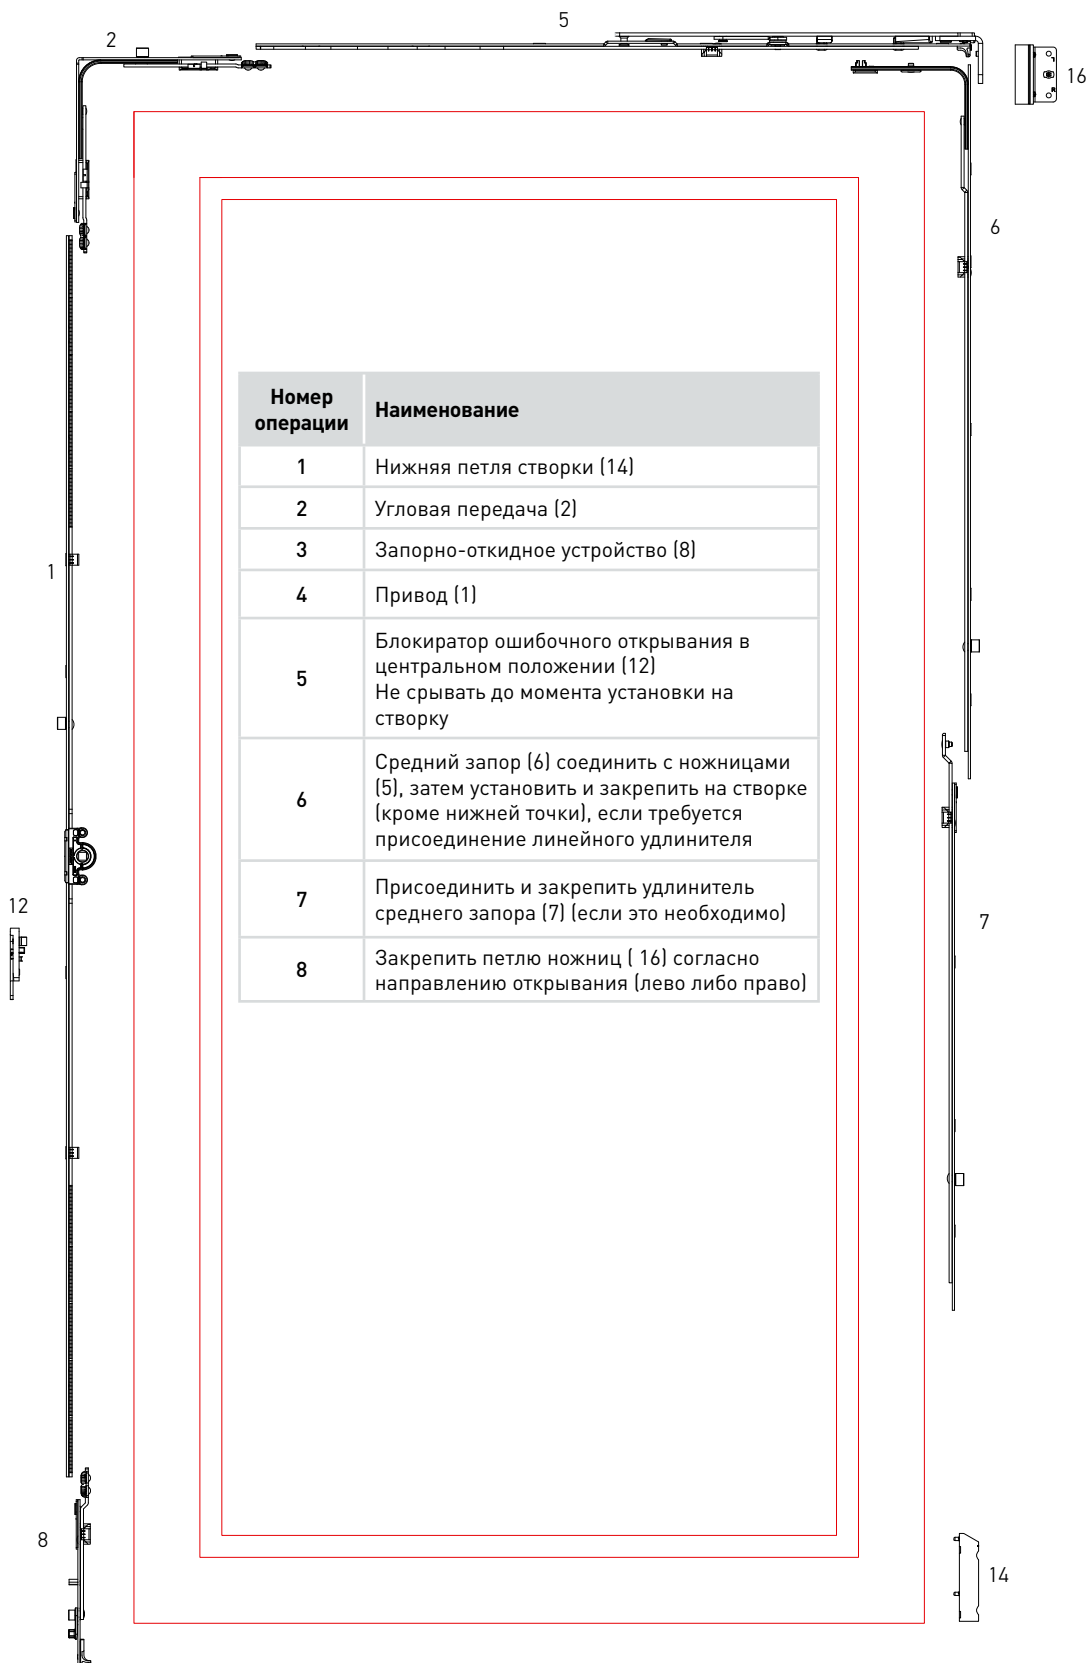 5
2
16
6
Номер
операции
Наименование
1
Нижняя петля створки (14)
2
Угловая передача (2)
3
Запорно-откидное устройство (8)
4
Привод (1)
5
Блокиратор ошибочного открывания в
центральном положении (12)
Не срывать до момента установки на
створку
6
Средний запор (6) соединить с ножницами
(5), затем установить и закрепить на створке
(кроме нижней точки), если требуется
присоединение линейного удлинителя
7
Присоединить и закрепить удлинитель
среднего запора (7) (если это необходимо)
8
Закрепить петлю ножниц ( 16) согласно
направлению открывания (лево либо право)
1
12
7
8
14